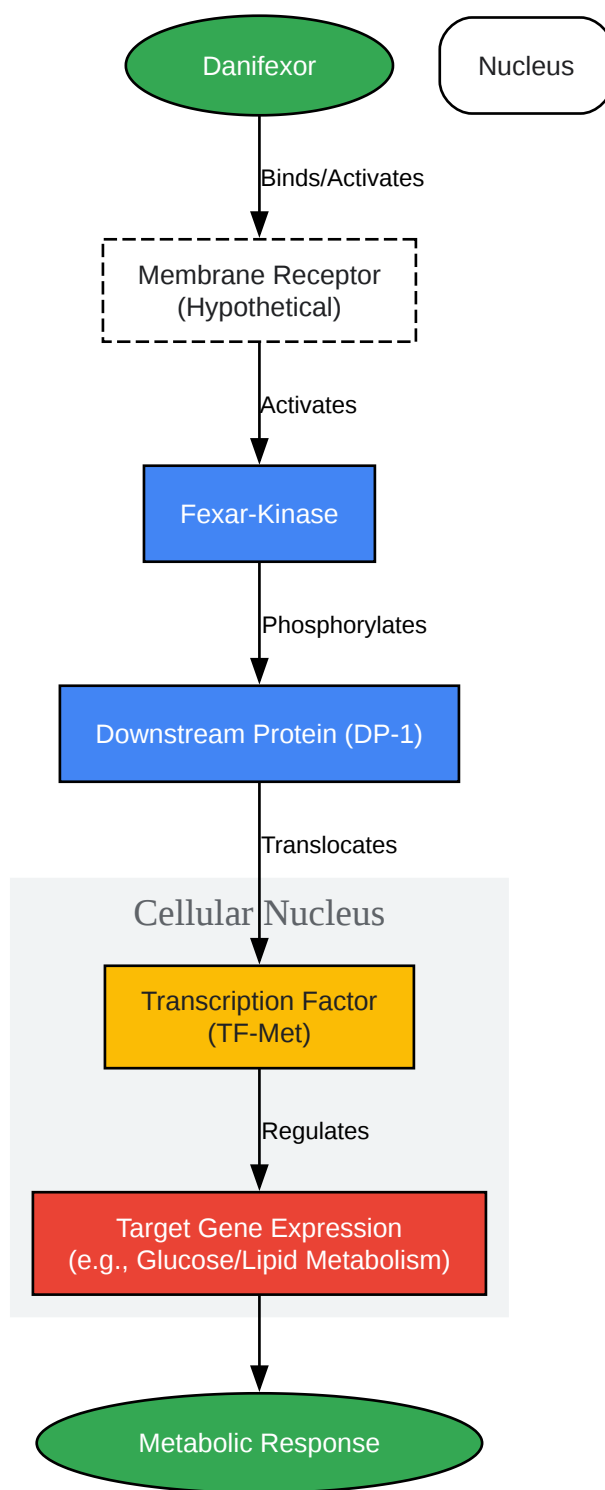 Danifexor
Nucleus
Binds/Activates
Membrane Receptor
(Hypothetical)
Activates
Fexar-Kinase
Phosphorylates
Downstream Protein (DP-1)
Translocates
Cellular Nucleus
Transcription Factor
(TF-Met)
Regulates
Target Gene Expression
(e.g., Glucose/Lipid Metabolism)
Metabolic Response